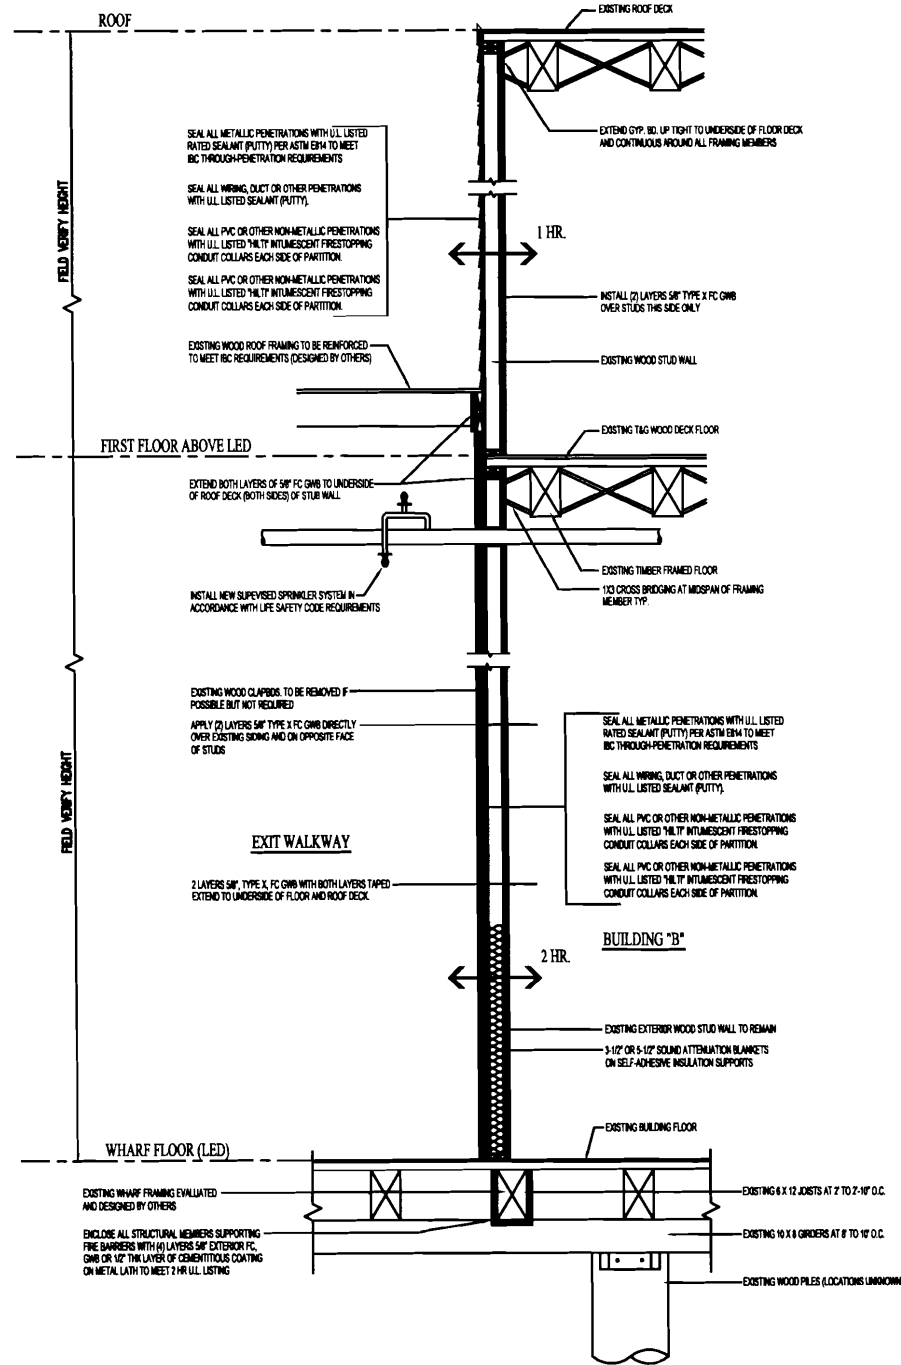 EXISTING ROOF DECK
ROOF
SEAL ALL METALLIC PENETRATIONS WITH U.L. LISTED
RATED SEALANT (PUTTY) PER ASTM E814 TO MEET
IBC THROUGH-PENETRATION REQUIREMENTS
SEAL ALL WIRING, DUCT OR OTHER PENETRATIONS
WITH U.L. LISTED SEALANT (PUTTY).
SEAL ALL PVC OR OTHER NON-METALLIC PENETRATIONS
WITH U.L. LISTED "HILTI" INTUMESCENT FIRESTOPPING
CONDUIT COLLARS EACH SIDE OF PARTITION.
SEAL ALL PVC OR OTHER NON-METALLIC PENETRATIONS
WITH U.L. LISTED "HILTI" INTUMESCENT FIRESTOPPING
CONDUIT COLLARS EACH SIDE OF PARTITION.
EXTEND GYP. BD. UP TIGHT TO UNDERSIDE OF FLOOR DECK
AND CONTINUOUS AROUND ALL FRAMING MEMBERS
FIELD VERIFY HEIGHT
1 HR.
INSTALL (2) LAYERS 5/8" TYPE X FC GWB
OVER STUDS THIS SIDE ONLY
EXISTING WOOD ROOF FRAMING TO BE REINFORCED
TO MEET IBC REQUIREMENTS (DESIGNED BY OTHERS)
EXISTING WOOD STUD WALL
EXISTING T&G WOOD DECK FLOOR
FIRST FLOOR ABOVE LED
EXTEND BOTH LAYERS OF 5/8" FC GWB TO UNDERSIDE
OF ROOF DECK (BOTH SIDES) OF STUB WALL
EXISTING TIMBER FRAMED FLOOR
1X3 CROSS BRIDGING AT MIDSPAN OF FRAMING
MEMBER TYP.
INSTALL NEW SUPEVISED SPRINKLER SYSTEM IN
ACCORDANCE WITH LIFE SAFETY CODE REQUIREMENTS
EXISTING WOOD CLAPBDS. TO BE REMOVED IF
POSSIBLE BUT NOT REQUIRED
APPLY (2) LAYERS 5/8" TYPE X FC GWB DIRECTLY
OVER EXISTING SIDING AND ON OPPOSITE FACE
OF STUDS
SEAL ALL METALLIC PENETRATIONS WITH U.L. LISTED
RATED SEALANT (PUTTY) PER ASTM E814 TO MEET
IBC THROUGH-PENETRATION REQUIREMENTS
SEAL ALL WIRING, DUCT OR OTHER PENETRATIONS
WITH U.L. LISTED SEALANT (PUTTY).
SEAL ALL PVC OR OTHER NON-METALLIC PENETRATIONS
WITH U.L. LISTED "HILTI" INTUMESCENT FIRESTOPPING
CONDUIT COLLARS EACH SIDE OF PARTITION.
SEAL ALL PVC OR OTHER NON-METALLIC PENETRATIONS
WITH U.L. LISTED "HILTI" INTUMESCENT FIRESTOPPING
CONDUIT COLLARS EACH SIDE OF PARTITION.
FIELD VERIFY HEIGHT
EXIT WALKWAY
2 LAYERS 5/8", TYPE X, FC GWB WITH BOTH LAYERS TAPED
EXTEND TO UNDERSIDE OF FLOOR AND ROOF DECK.
BUILDING "B"
2 HR.
EXISTING EXTERIOR WOOD STUD WALL TO REMAIN
3-1/2" OR 5-1/2" SOUND ATTENUATION BLANKETS
ON SELF-ADHESIVE INSULATION SUPPORTS
EXISTING BUILDING FLOOR
WHARF FLOOR (LED)
EXISTING WHARF FRAMING EVALUATED
AND DESIGNED BY OTHERS
EXISTING 6 X 12 JOISTS AT 2' TO 2'-10" O.C.
ENCLOSE ALL STRUCTURAL MEMBERS SUPPORTING
FIRE BARRIERS WITH (4) LAYERS 5/8" EXTERIOR FC,
GWB OR 1/2" THK LAYER OF CEMENTITIOUS COATING
ON METAL LATH TO MEET 2 HR U.L. LISTING
EXISTING 10 X 8 GIRDERS AT 8' TO 10' O.C.
EXISTING WOOD PILES (LOCATIONS UNKNOWN